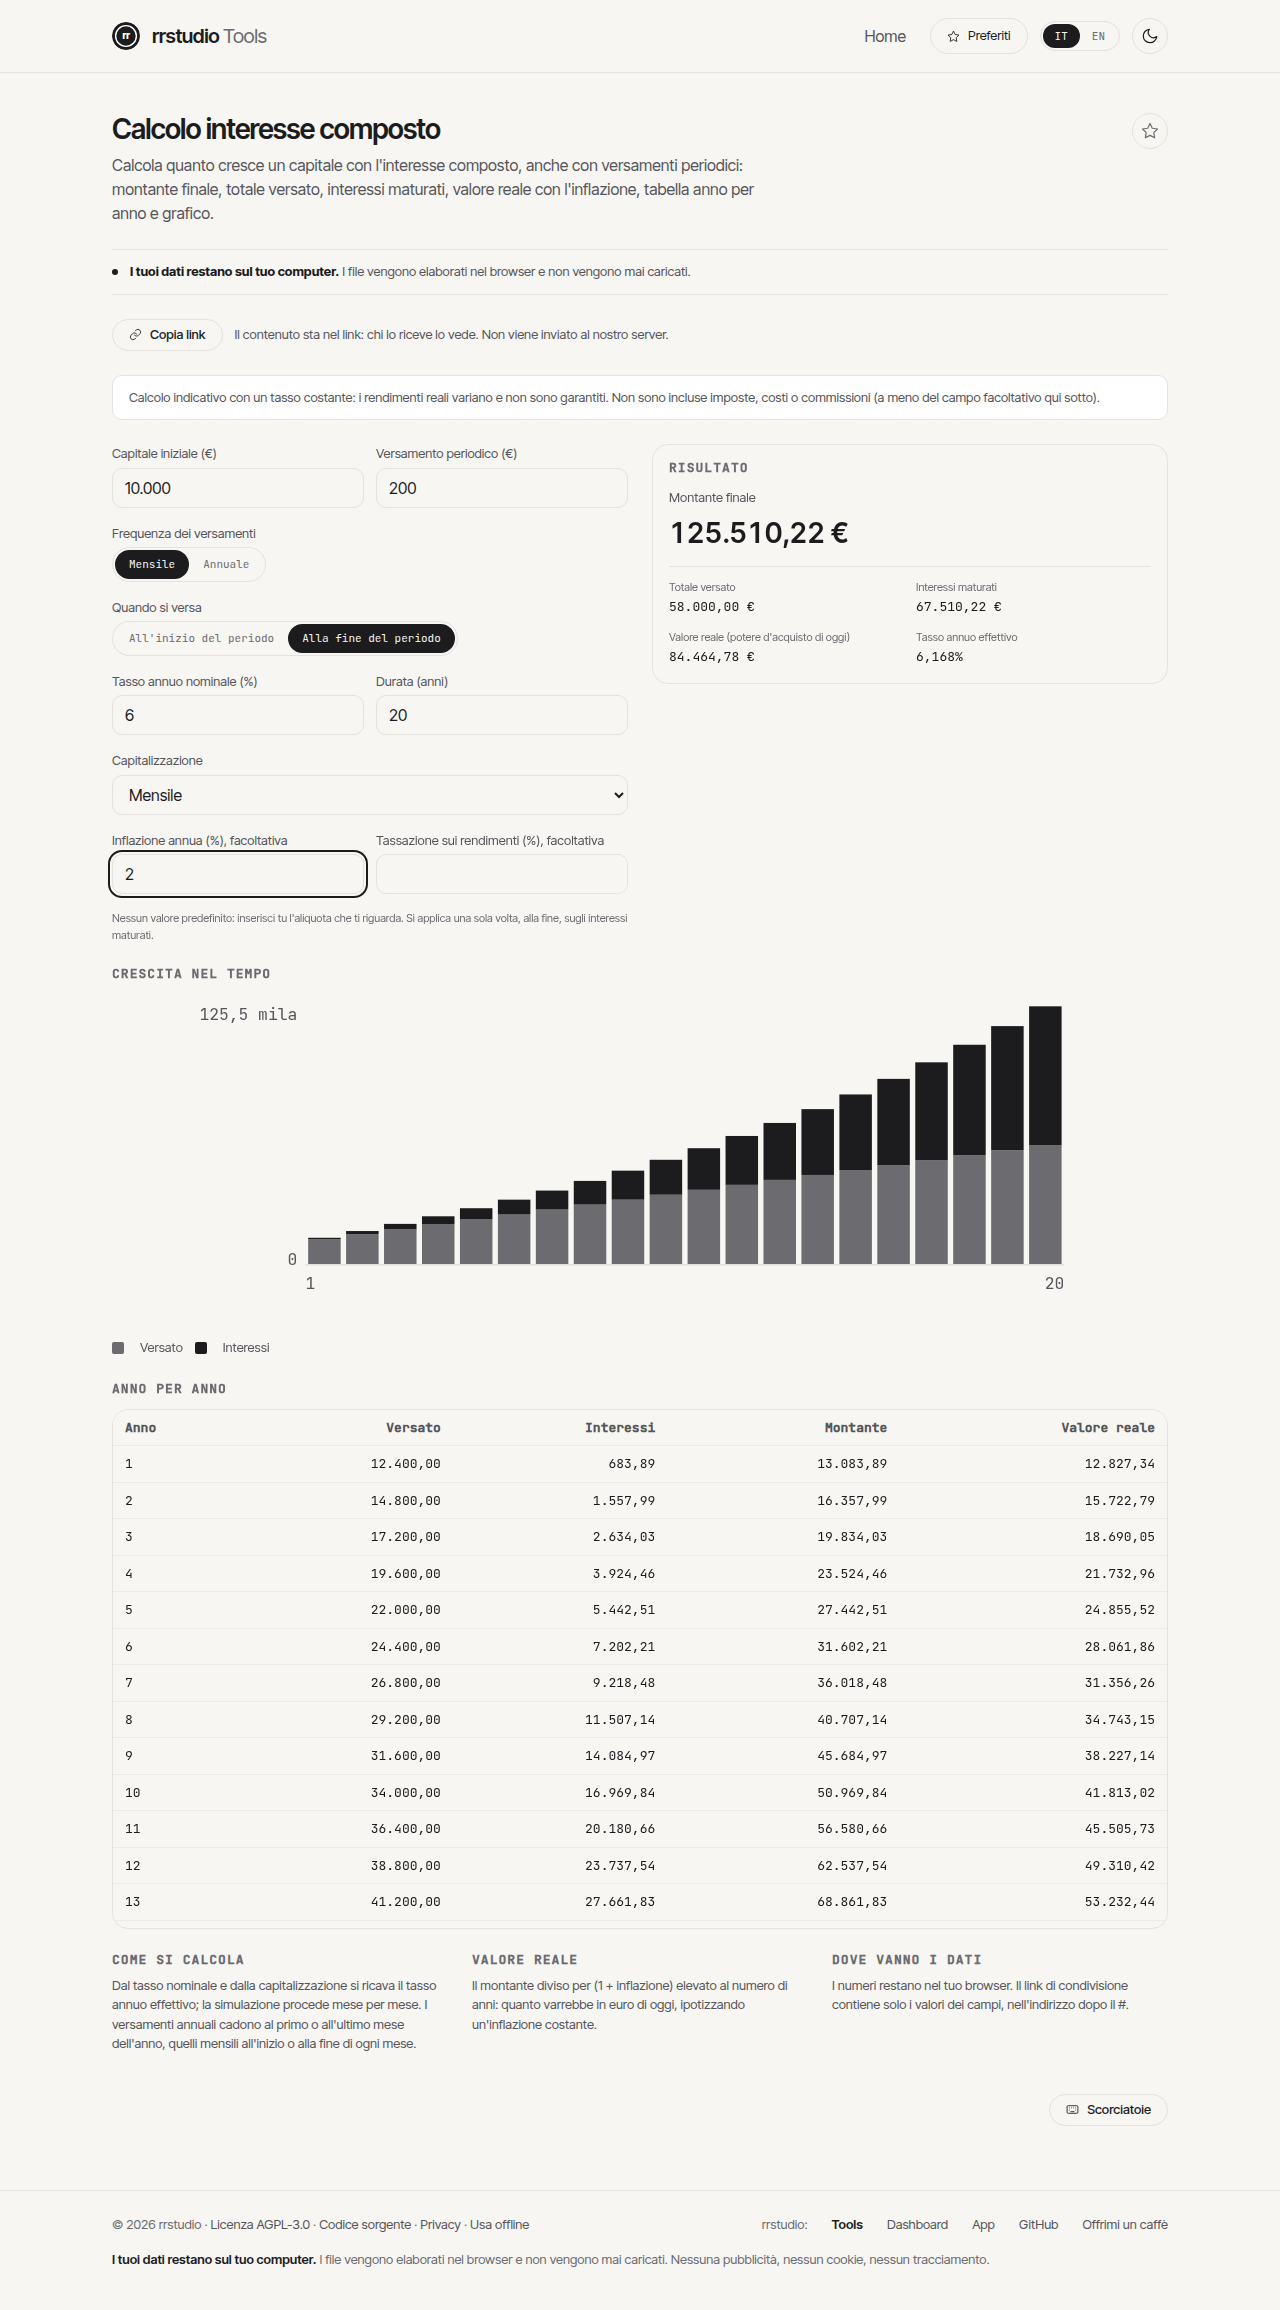 rr rrstudio Tools
Home
Preferiti
IT EN
Calcolo interesse composto
Calcola quanto cresce un capitale con l'interesse composto, anche con versamenti periodici:
montante finale, totale versato, interessi maturati, valore reale con l'inflazione, tabella anno per
anno e grafico.
I tuoi dati restano sul tuo computer. I file vengono elaborati nel browser e non vengono mai caricati.
Copia link
Il contenuto sta nel link: chi lo riceve lo vede. Non viene inviato al nostro server.
Calcolo indicativo con un tasso costante: i rendimenti reali variano e non sono garantiti. Non sono incluse imposte, costi o commissioni (a meno del campo facoltativo qui sotto).
Capitale iniziale (€) Versamento periodico (€)
10.000 200
Frequenza dei versamenti
Mensile Annuale
Quando si versa
All'inizio del periodo Alla fine del periodo
Tasso annuo nominale (%) Durata (anni)
6 20
Capitalizzazione
Mensile
Inflazione annua (%), facoltativa Tassazione sui rendimenti (%), facoltativa
2
Nessun valore predefinito: inserisci tu l'aliquota che ti riguarda. Si applica una sola volta, alla fine, sugli interessi
maturati.
RISULTATO
Montante finale
125.510,22 €
Totale versato Interessi maturati
58.000,00 € 67.510,22 €
Valore reale (potere d'acquisto di oggi) Tasso annuo effettivo
84.464,78 € 6,168%
CRESCITA NEL TEMPO
125,5 mila
0
1 20
Versato Interessi
ANNO PER ANNO
Anno Versato Interessi Montante Valore reale
1 12.400,00 683,89 13.083,89 12.827,34
2 14.800,00 1.557,99 16.357,99 15.722,79
3 17.200,00 2.634,03 19.834,03 18.690,05
4 19.600,00 3.924,46 23.524,46 21.732,96
5 22.000,00 5.442,51 27.442,51 24.855,52
6 24.400,00 7.202,21 31.602,21 28.061,86
7 26.800,00 9.218,48 36.018,48 31.356,26
8 29.200,00 11.507,14 40.707,14 34.743,15
9 31.600,00 14.084,97 45.684,97 38.227,14
10 34.000,00 16.969,84 50.969,84 41.813,02
11 36.400,00 20.180,66 56.580,66 45.505,73
12 38.800,00 23.737,54 62.537,54 49.310,42
13 41.200,00 27.661,83 68.861,83 53.232,44
COME SI CALCOLA
Dal tasso nominale e dalla capitalizzazione si ricava il tasso
annuo effettivo; la simulazione procede mese per mese. I
versamenti annuali cadono al primo o all'ultimo mese
dell'anno, quelli mensili all'inizio o alla fine di ogni mese.
VALORE REALE
Il montante diviso per (1 + inflazione) elevato al numero di
anni: quanto varrebbe in euro di oggi, ipotizzando
un'inflazione costante.
DOVE VANNO I DATI
I numeri restano nel tuo browser. Il link di condivisione
contiene solo i valori dei campi, nell'indirizzo dopo il #.
Scorciatoie
© 2026 rrstudio · Licenza AGPL-3.0 · Codice sorgente · Privacy · Usa offline
rrstudio: Tools Dashboard App GitHub Offrimi un caffè
I tuoi dati restano sul tuo computer. I file vengono elaborati nel browser e non vengono mai caricati. Nessuna pubblicità, nessun cookie, nessun tracciamento.